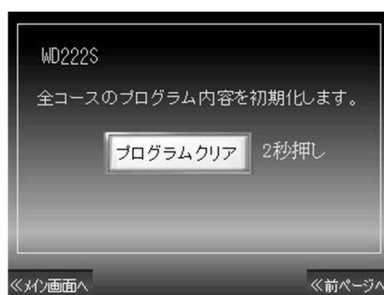 WD222S
全コースのプログラム内容を初期化します。
プログラムクリア 2秒押し
≪メイン画面へ ≪前ページへ